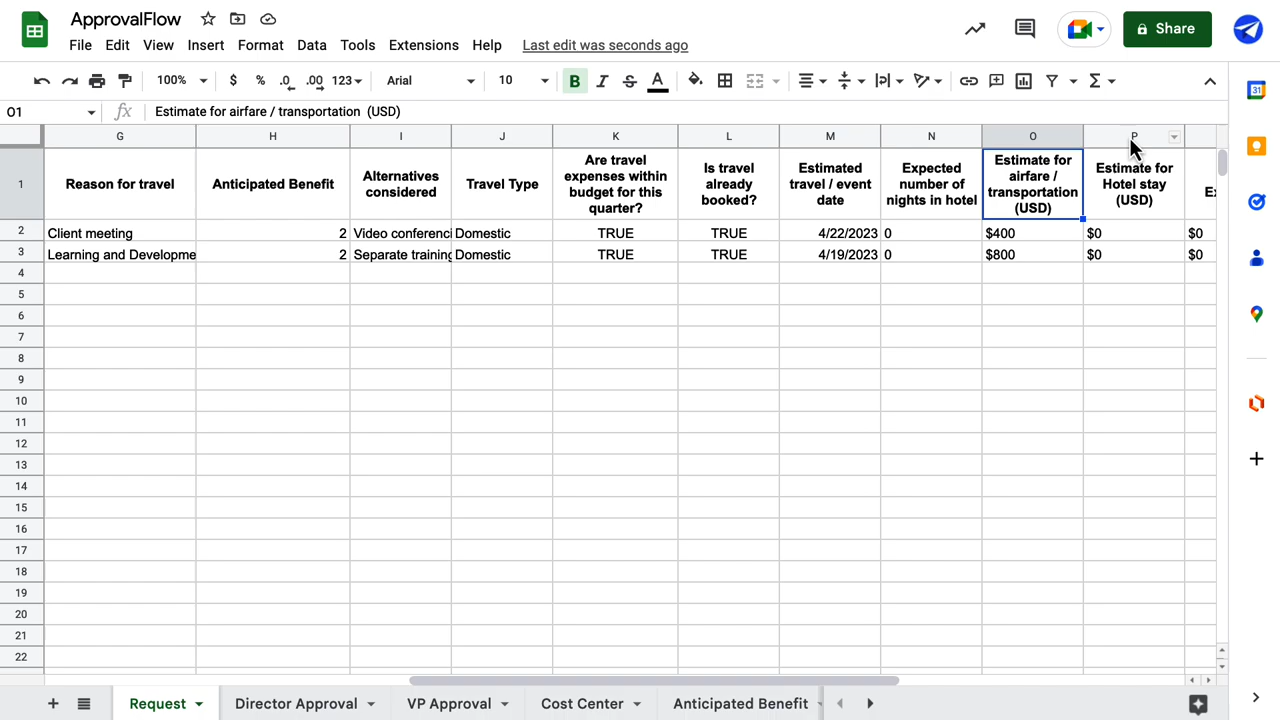 ApprovalFlow
File Edit View Insert Format Data Tools Extensions Help Last edit was seconds ago
Share
100% $ % .0 .00 123 Arial 10 B I S A Σ
31
O1 fx Estimate for airfare / transportation (USD)
G H I J K L M N O P
1
Reason for travel
Anticipated Benefit
Alternatives
considered
Travel Type
Are travel
expenses within
budget for this
quarter?
Is travel
already
booked?
Estimated
travel / event
date
Expected
number of
nights in hotel
Estimate for
airfare /
transportation
(USD)
Estimate for
Hotel stay
(USD)
2 Client meeting 2 Video conferenci Domestic TRUE TRUE 4/22/2023 0 $400 $0 $0
3 Learning and Developme 2 Separate training Domestic TRUE TRUE 4/19/2023 0 $800 $0 $0
4
5
6
7
8
9
10
11
12
13
14
15
16
17
18
19
20
21
22
Request Director Approval VP Approval Cost Center Anticipated Benefit